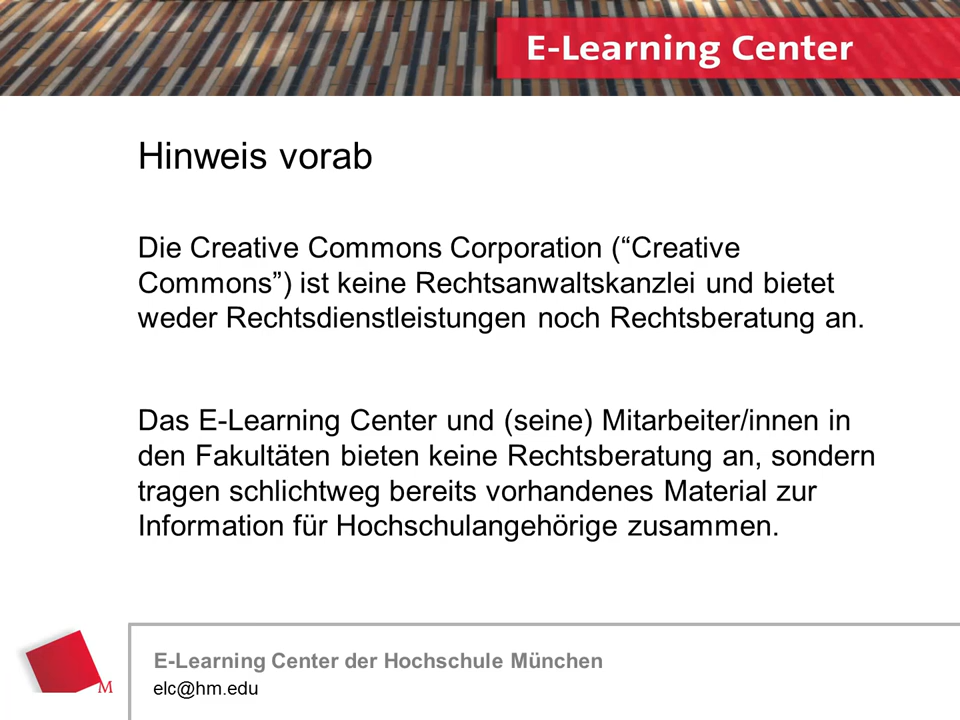 E-Learning Center
Hinweis vorab
Die Creative Commons Corporation (“Creative
Commons”) ist keine Rechtsanwaltskanzlei und bietet
weder Rechtsdienstleistungen noch Rechtsberatung an.
Das E-Learning Center und (seine) Mitarbeiter/innen in
den Fakultäten bieten keine Rechtsberatung an, sondern
tragen schlichtweg bereits vorhandenes Material zur
Information für Hochschulangehörige zusammen.
E-Learning Center der Hochschule München
M
elc@hm.edu